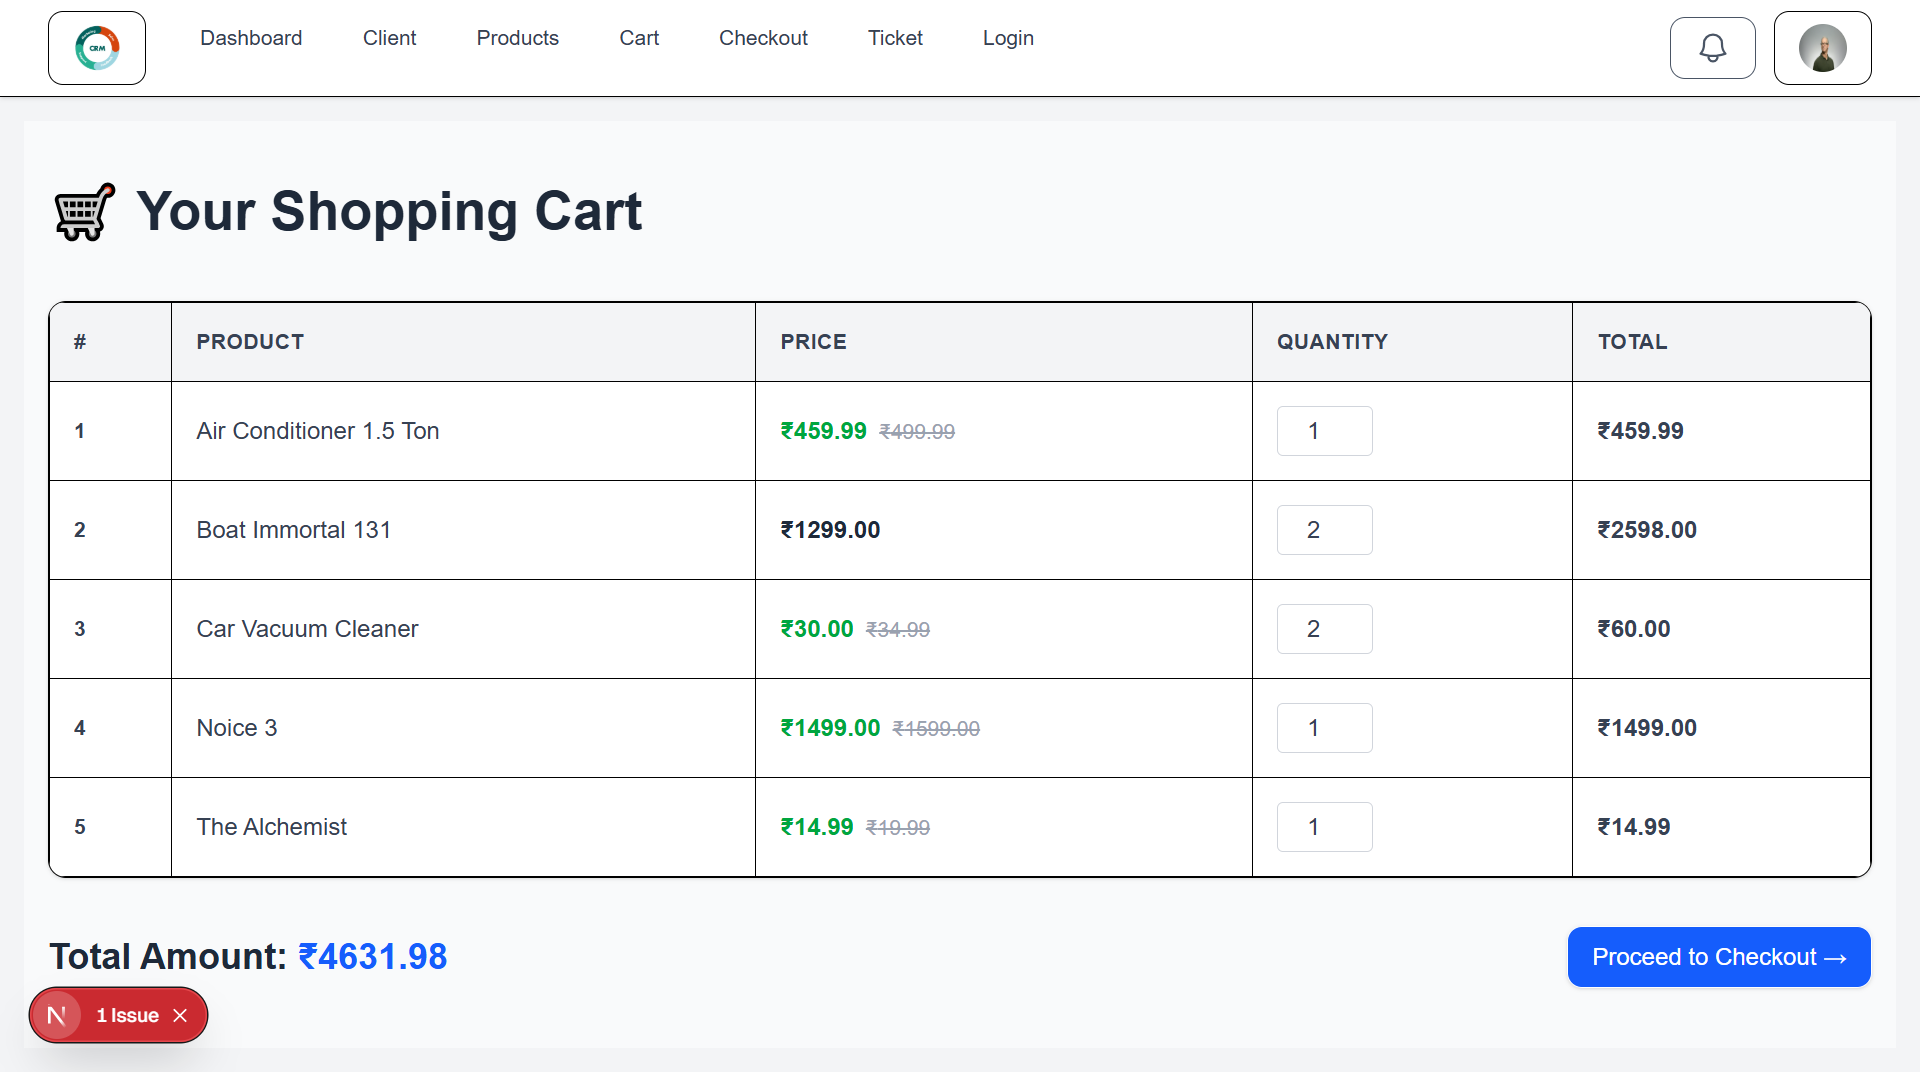 CRM Dashboard Client Products Cart Checkout Ticket Login
Your Shopping Cart
# PRODUCT PRICE QUANTITY TOTAL
1 Air Conditioner 1.5 Ton ₹459.99 ₹499.99 1 ₹459.99
2 Boat Immortal 131 ₹1299.00 2 ₹2598.00
3 Car Vacuum Cleaner ₹30.00 ₹34.99 2 ₹60.00
4 Noice 3 ₹1499.00 ₹1599.00 1 ₹1499.00
5 The Alchemist ₹14.99 ₹19.99 1 ₹14.99
Total Amount: ₹4631.98 Proceed to Checkout →
N 1 Issue